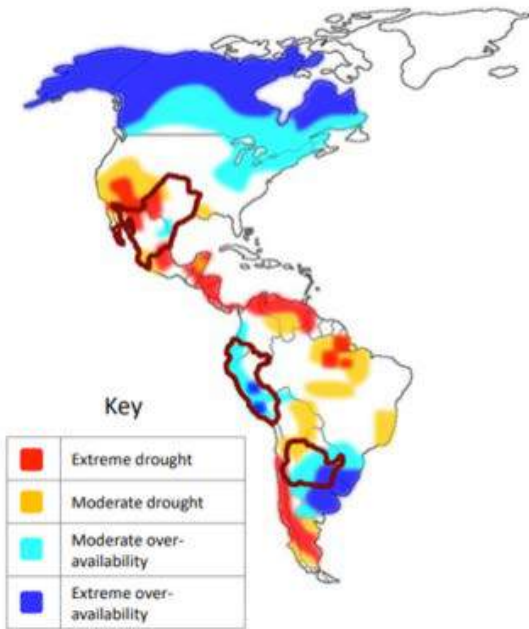 Key
Extreme drought
Moderate drought
Moderate over-
availability
Extreme over-
availability